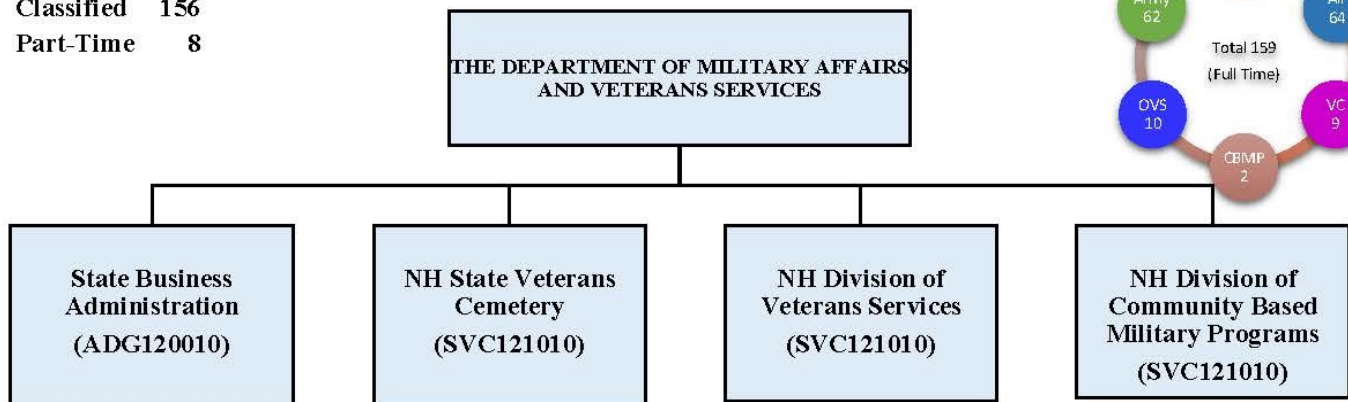 Classified 156
Part-Time 8
THE DEPARTMENT OF MILITARY AFFAIRS
AND VETERANS SERVICES
62
64
Total 159
(Full Time)
OVS
10
VC
9
CBMP
2
State Business
Administration
(ADG120010)
NH State Veterans
Cemetery
(SVC121010)
NH Division of
Veterans Services
(SVC121010)
NH Division of
Community Based
Military Programs
(SVC121010)